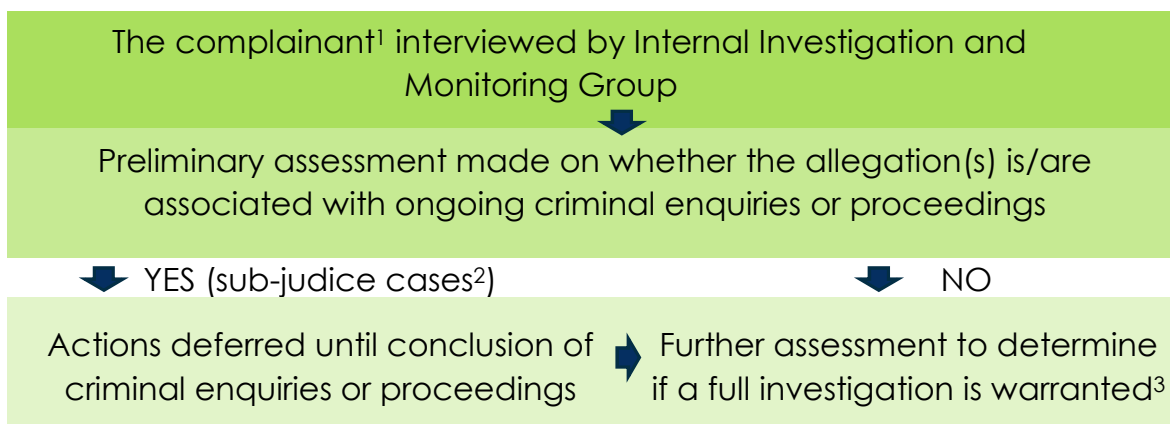 The complainant¹ interviewed by Internal Investigation and
Monitoring Group
Preliminary assessment made on whether the allegation(s) is/are
associated with ongoing criminal enquiries or proceedings
YES (sub-judice cases²)
NO
Actions deferred until conclusion of
criminal enquiries or proceedings
Further assessment to determine
if a full investigation is warranted³